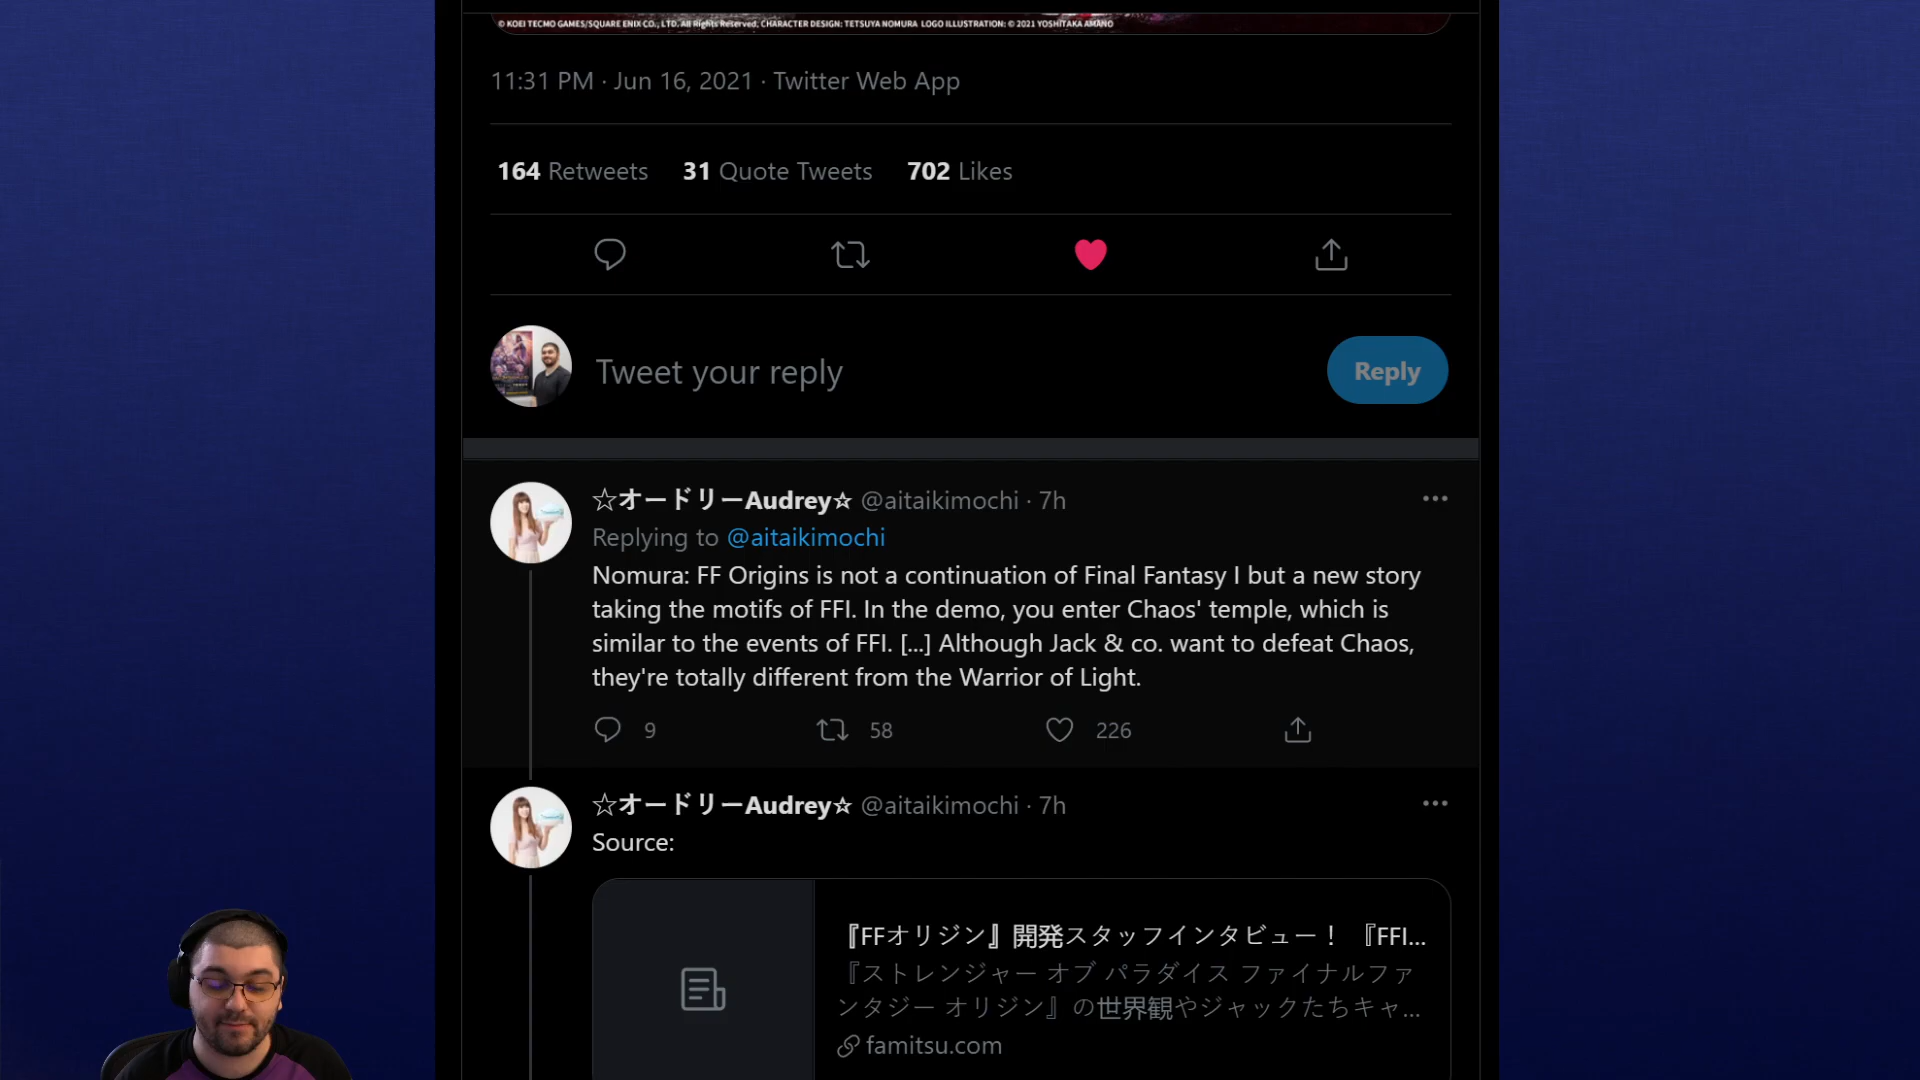 © KOEI TECMO GAMES/SQUARE ENIX CO., LTD. All Rights Reserved. CHARACTER DESIGN: TETSUYA NOMURA LOGO ILLUSTRATION: © 2021 YOSHITAKA AMANO
11:31 PM · Jun 16, 2021 · Twitter Web App
164 Retweets 31 Quote Tweets 702 Likes
Tweet your reply
Reply
☆オードリーAudrey☆ @aitaikimochi · 7h
Replying to @aitaikimochi
Nomura: FF Origins is not a continuation of Final Fantasy I but a new story
taking the motifs of FFI. In the demo, you enter Chaos' temple, which is
similar to the events of FFI. [...] Although Jack & co. want to defeat Chaos,
they're totally different from the Warrior of Light.
9 58 226
☆オードリーAudrey☆ @aitaikimochi · 7h
Source:
『FFオリジン』開発スタッフインタビュー！ 『FFI...
『ストレンジャー オブ パラダイス ファイナルファ
ンタジー オリジン』の世界観やジャックたちキャ...
famitsu.com